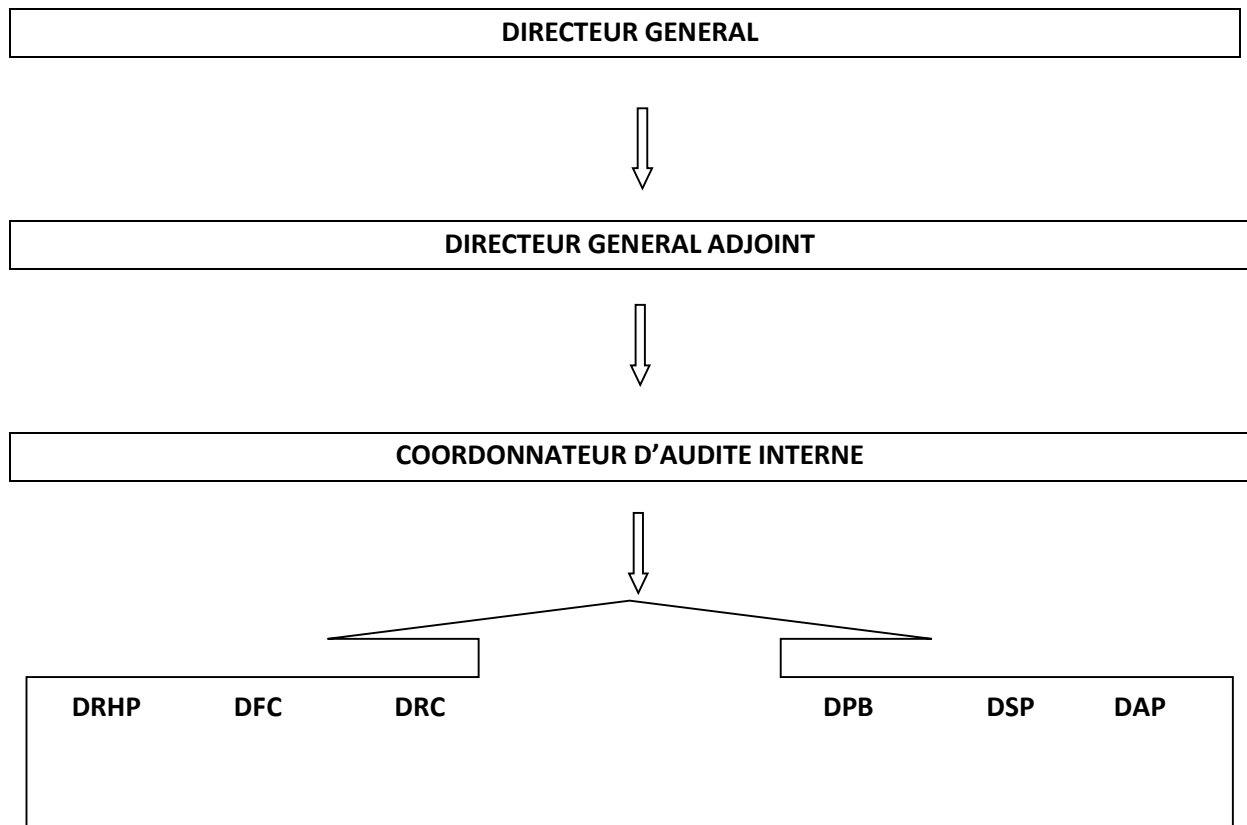 DIRECTEUR GENERAL
DIRECTEUR GENERAL ADJOINT
COORDONNATEUR D’AUDITE INTERNE
DRHP DFC DRC DPB DSP DAP